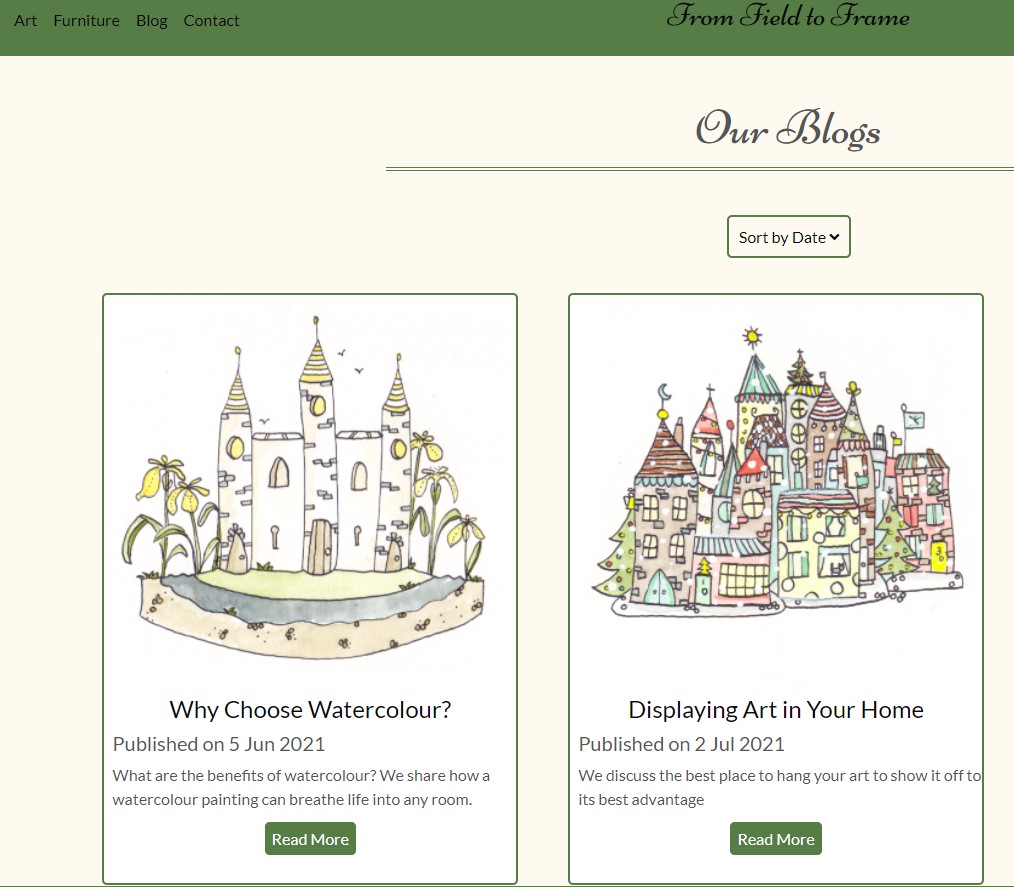 Art Furniture Blog Contact
From Field to Frame
Our Blogs
Sort by Date
Why Choose Watercolour?
Published on 5 Jun 2021
What are the benefits of watercolour? We share how a
watercolour painting can breathe life into any room.
Read More
Displaying Art in Your Home
Published on 2 Jul 2021
We discuss the best place to hang your art to show it off to
its best advantage
Read More